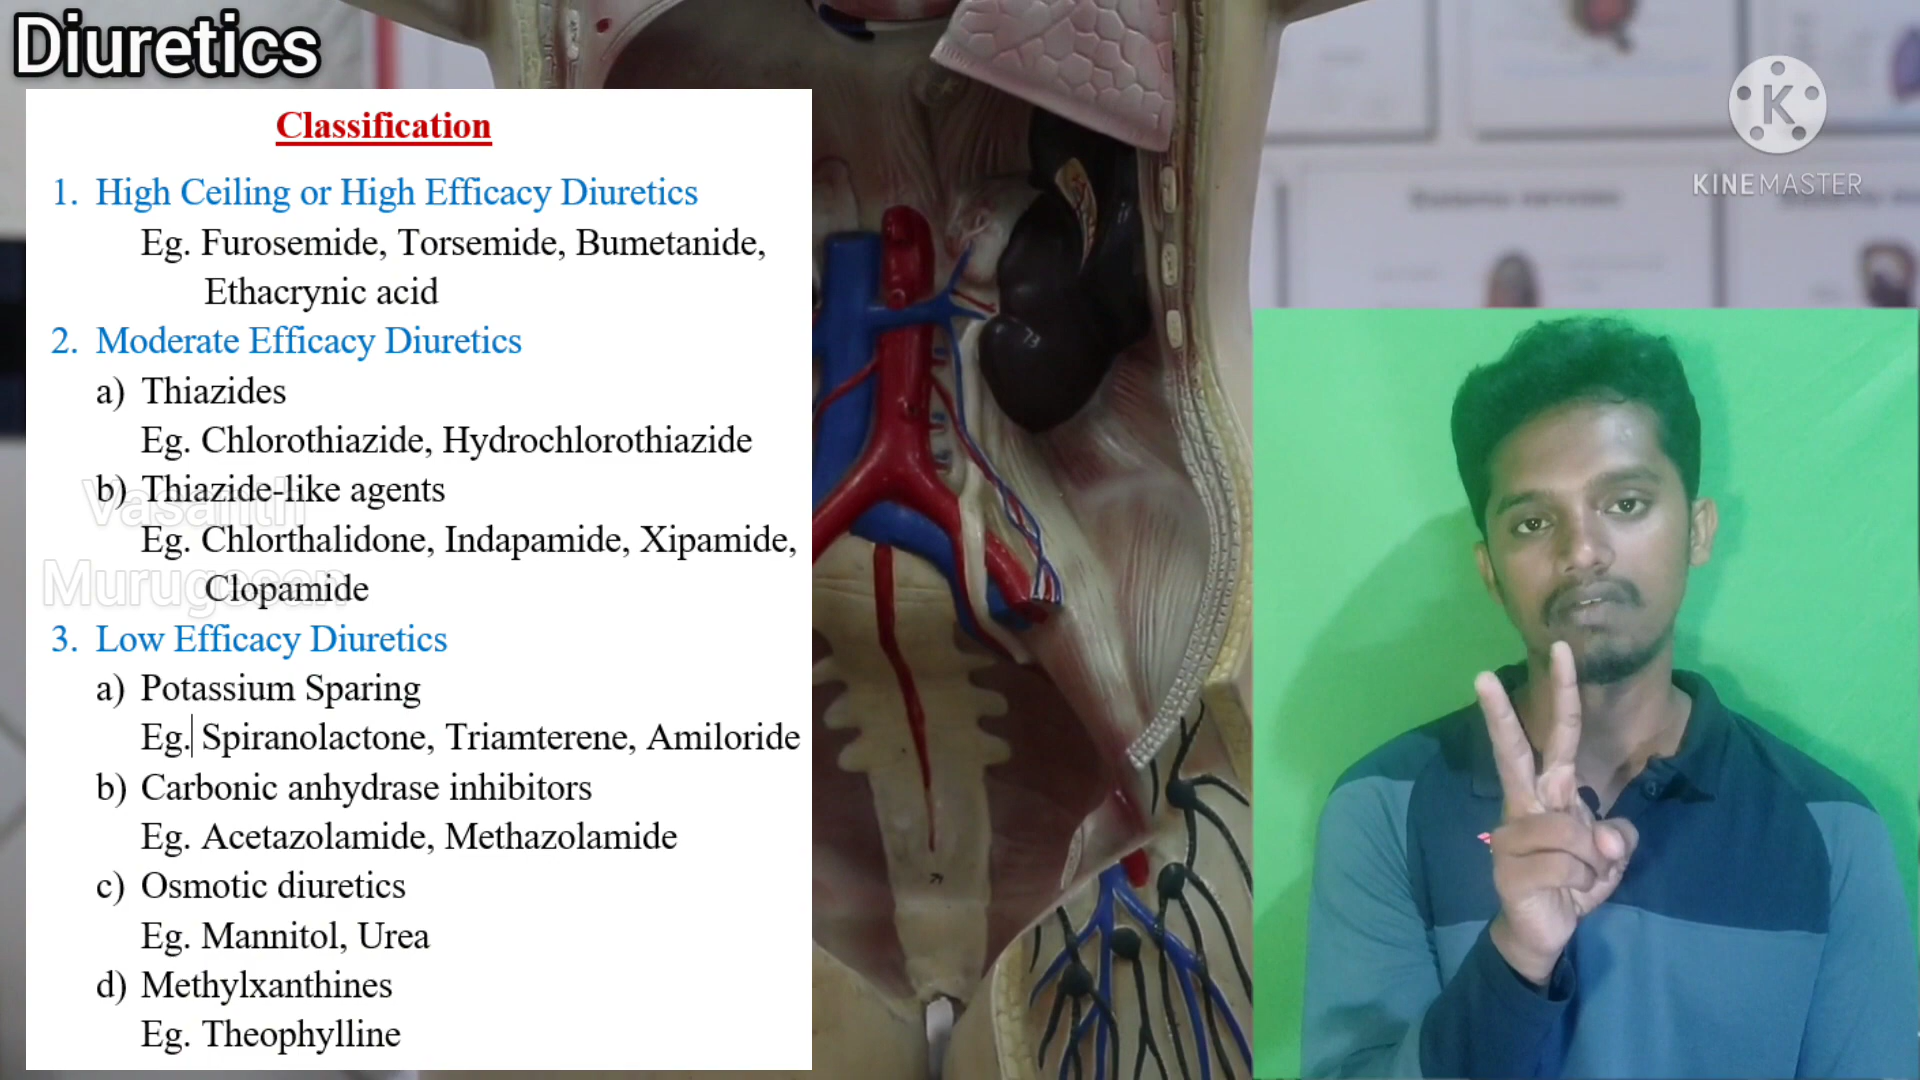 Diuretics
Classification
1. High Ceiling or High Efficacy Diuretics
Eg. Furosemide, Torsemide, Bumetanide,
Ethacrynic acid
2. Moderate Efficacy Diuretics
a) Thiazides
Eg. Chlorothiazide, Hydrochlorothiazide
b) Thiazide-like agents
Eg. Chlorthalidone, Indapamide, Xipamide,
Clopamide
3. Low Efficacy Diuretics
a) Potassium Sparing
Eg. Spiranolactone, Triamterene, Amiloride
b) Carbonic anhydrase inhibitors
Eg. Acetazolamide, Methazolamide
c) Osmotic diuretics
Eg. Mannitol, Urea
d) Methylxanthines
Eg. Theophylline
Vasanth
Murugesan
K
KINEMASTER